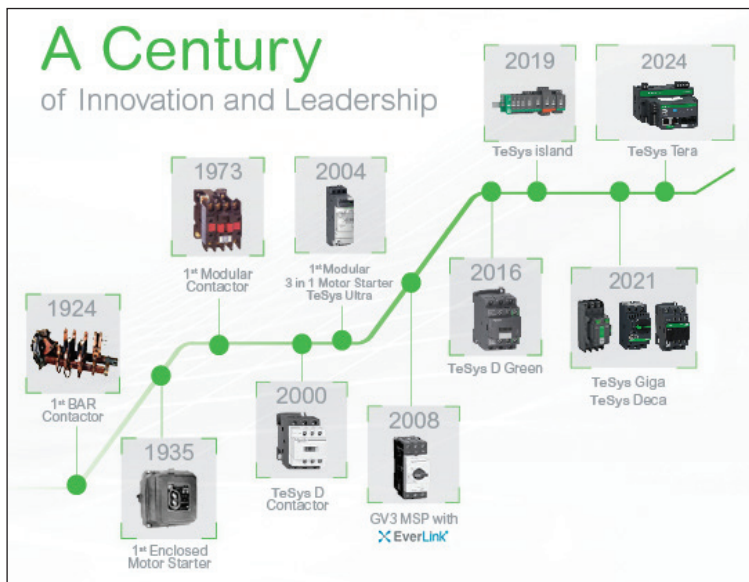 A Century
of Innovation and Leadership
1924
1st BAR
Contactor
1935
1st Enclosed
Motor Starter
1973
1st Modular
Contactor
2000
TeSys D
Contactor
2004
1st Modular
3 in 1 Motor Starter
TeSys Ultra
2008
GV3 MSP with
EverLink
2016
TeSys D Green
2019
TeSys island
2021
TeSys Giga
TeSys Deca
2024
TeSys Tera